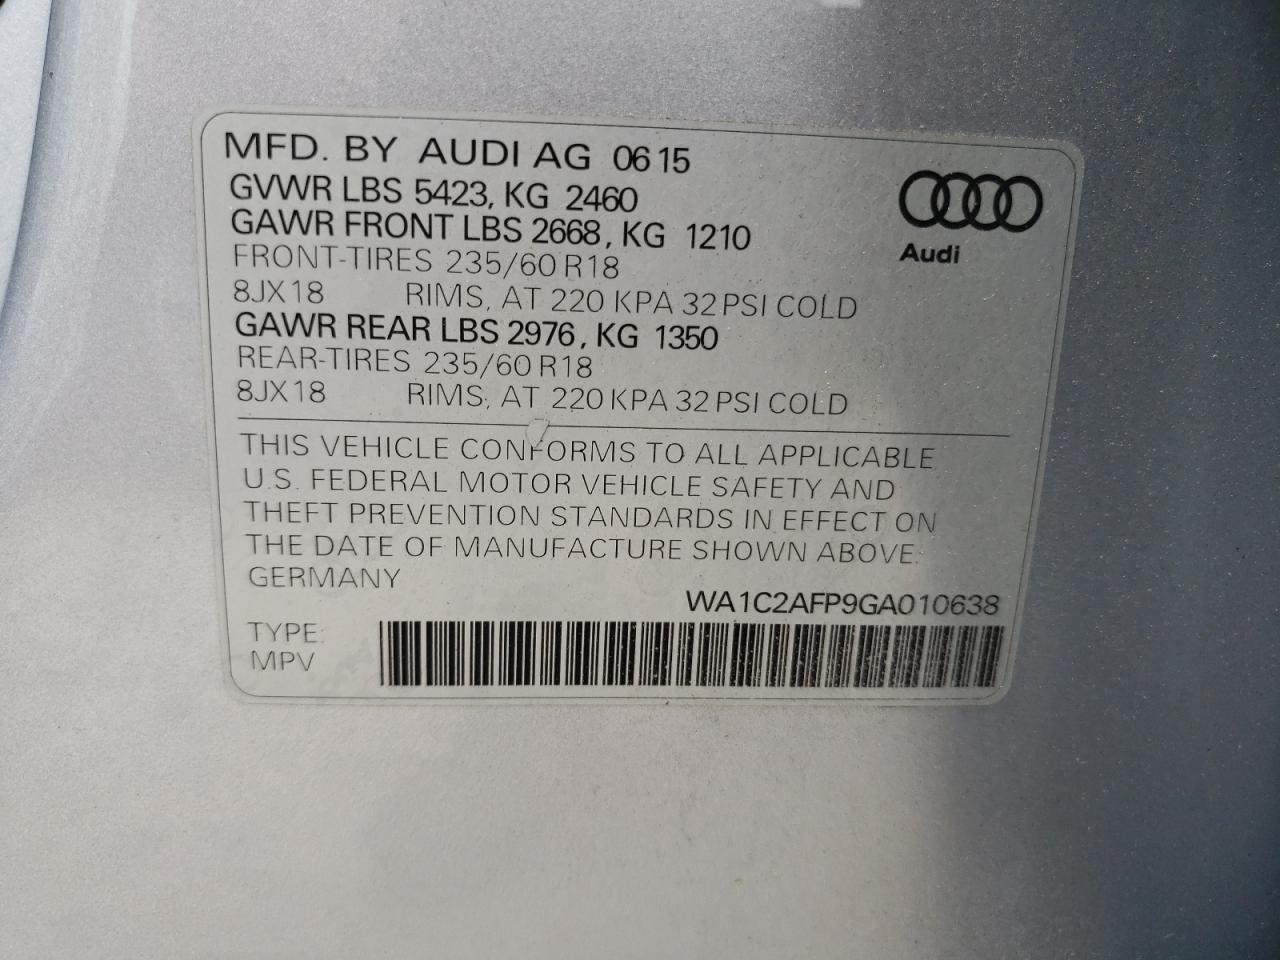 MFD. BY AUDI AG 06 15
GVWR LBS 5423, KG 2460
GAWR FRONT LBS 2668, KG 1210
FRONT-TIRES 235/60 R18
8JX18 RIMS, AT 220 KPA 32 PSI COLD
GAWR REAR LBS 2976, KG 1350
REAR-TIRES 235/60 R18
8JX18 RIMS, AT 220 KPA 32 PSI COLD
Audi
THIS VEHICLE CONFORMS TO ALL APPLICABLE
U.S. FEDERAL MOTOR VEHICLE SAFETY AND
THEFT PREVENTION STANDARDS IN EFFECT ON
THE DATE OF MANUFACTURE SHOWN ABOVE.
GERMANY
WA1C2AFP9GA010638
TYPE:
MPV